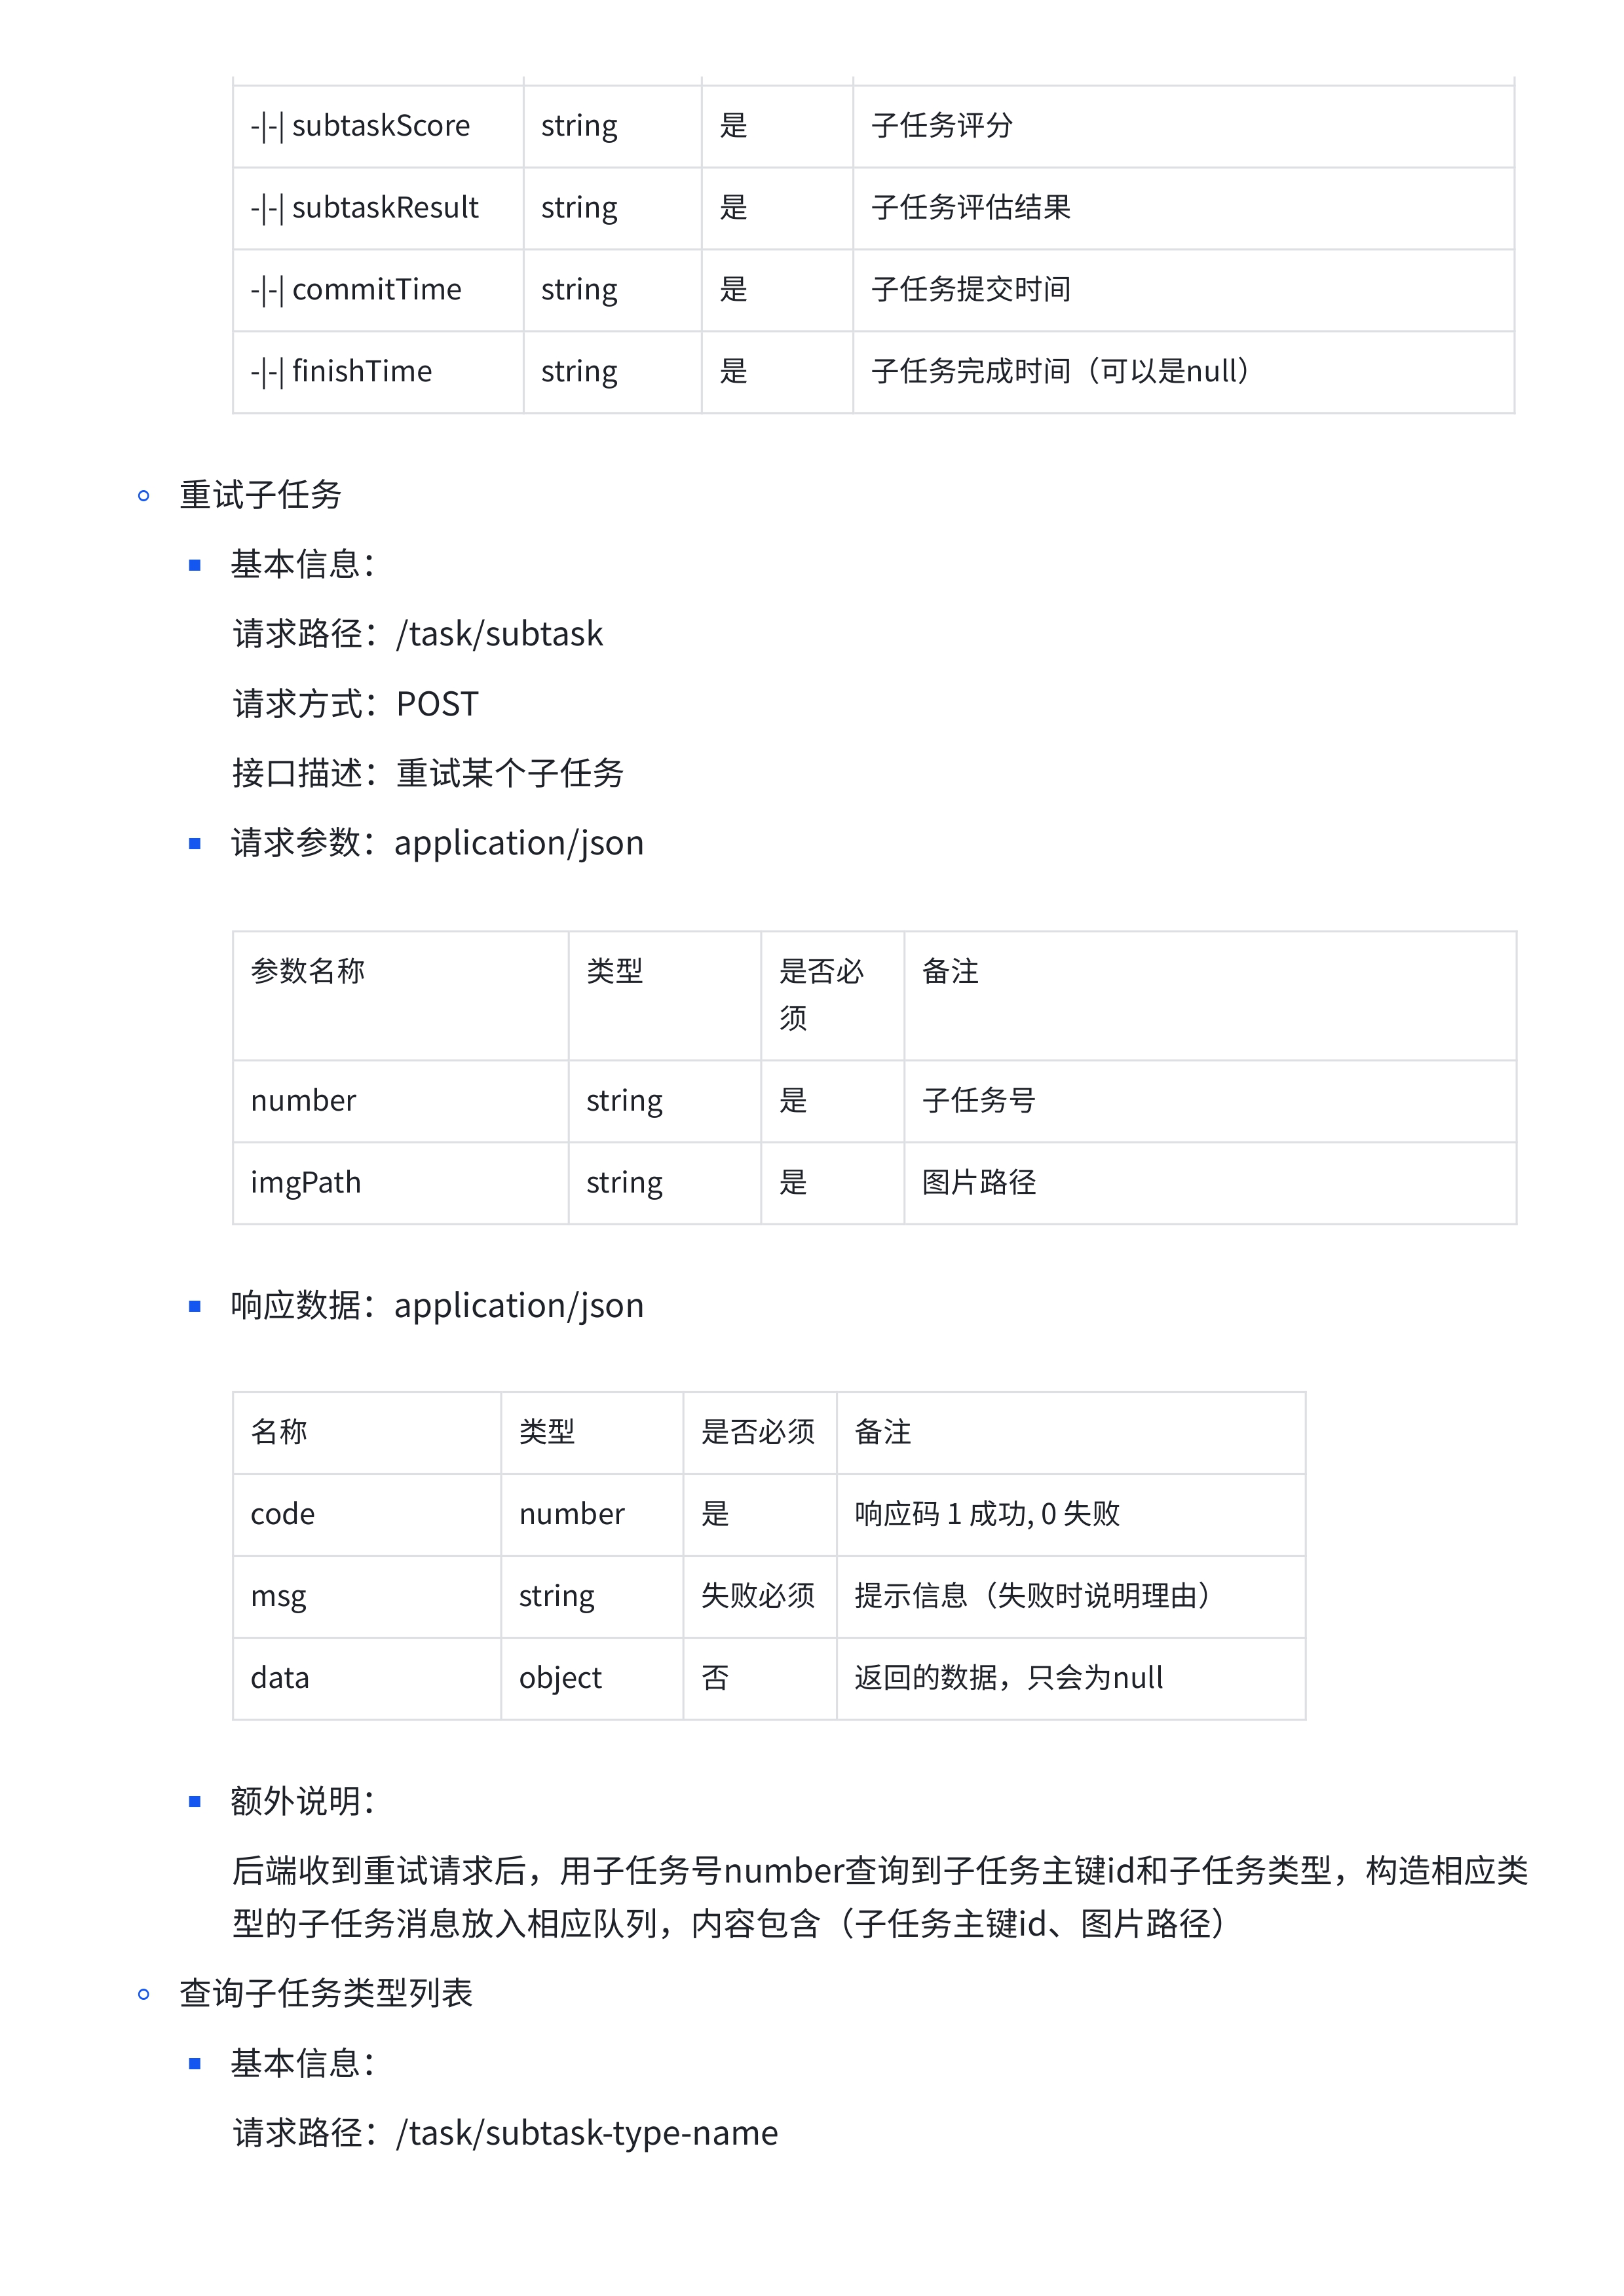 -|-| subtaskScore string 是 子任务评分
-|-| subtaskResult string 是 子任务评估结果
-|-| commitTime string 是 子任务提交时间
-|-| finishTime string 是 子任务完成时间（可以是null）
重试子任务
基本信息：
请求路径：/task/subtask
请求方式：POST
接口描述：重试某个子任务
请求参数：application/json
参数名称 类型 是否必 备注
须
number string 是 子任务号
imgPath string 是 图片路径
响应数据：application/json
名称 类型 是否必须 备注
code number 是 响应码 1 成功, 0 失败
msg string 失败必须 提示信息（失败时说明理由）
data object 否 返回的数据，只会为null
额外说明：
后端收到重试请求后，用子任务号number查询到子任务主键id和子任务类型，构造相应类
型的子任务消息放入相应队列，内容包含（子任务主键id、图片路径）
查询子任务类型列表
基本信息：
请求路径：/task/subtask-type-name